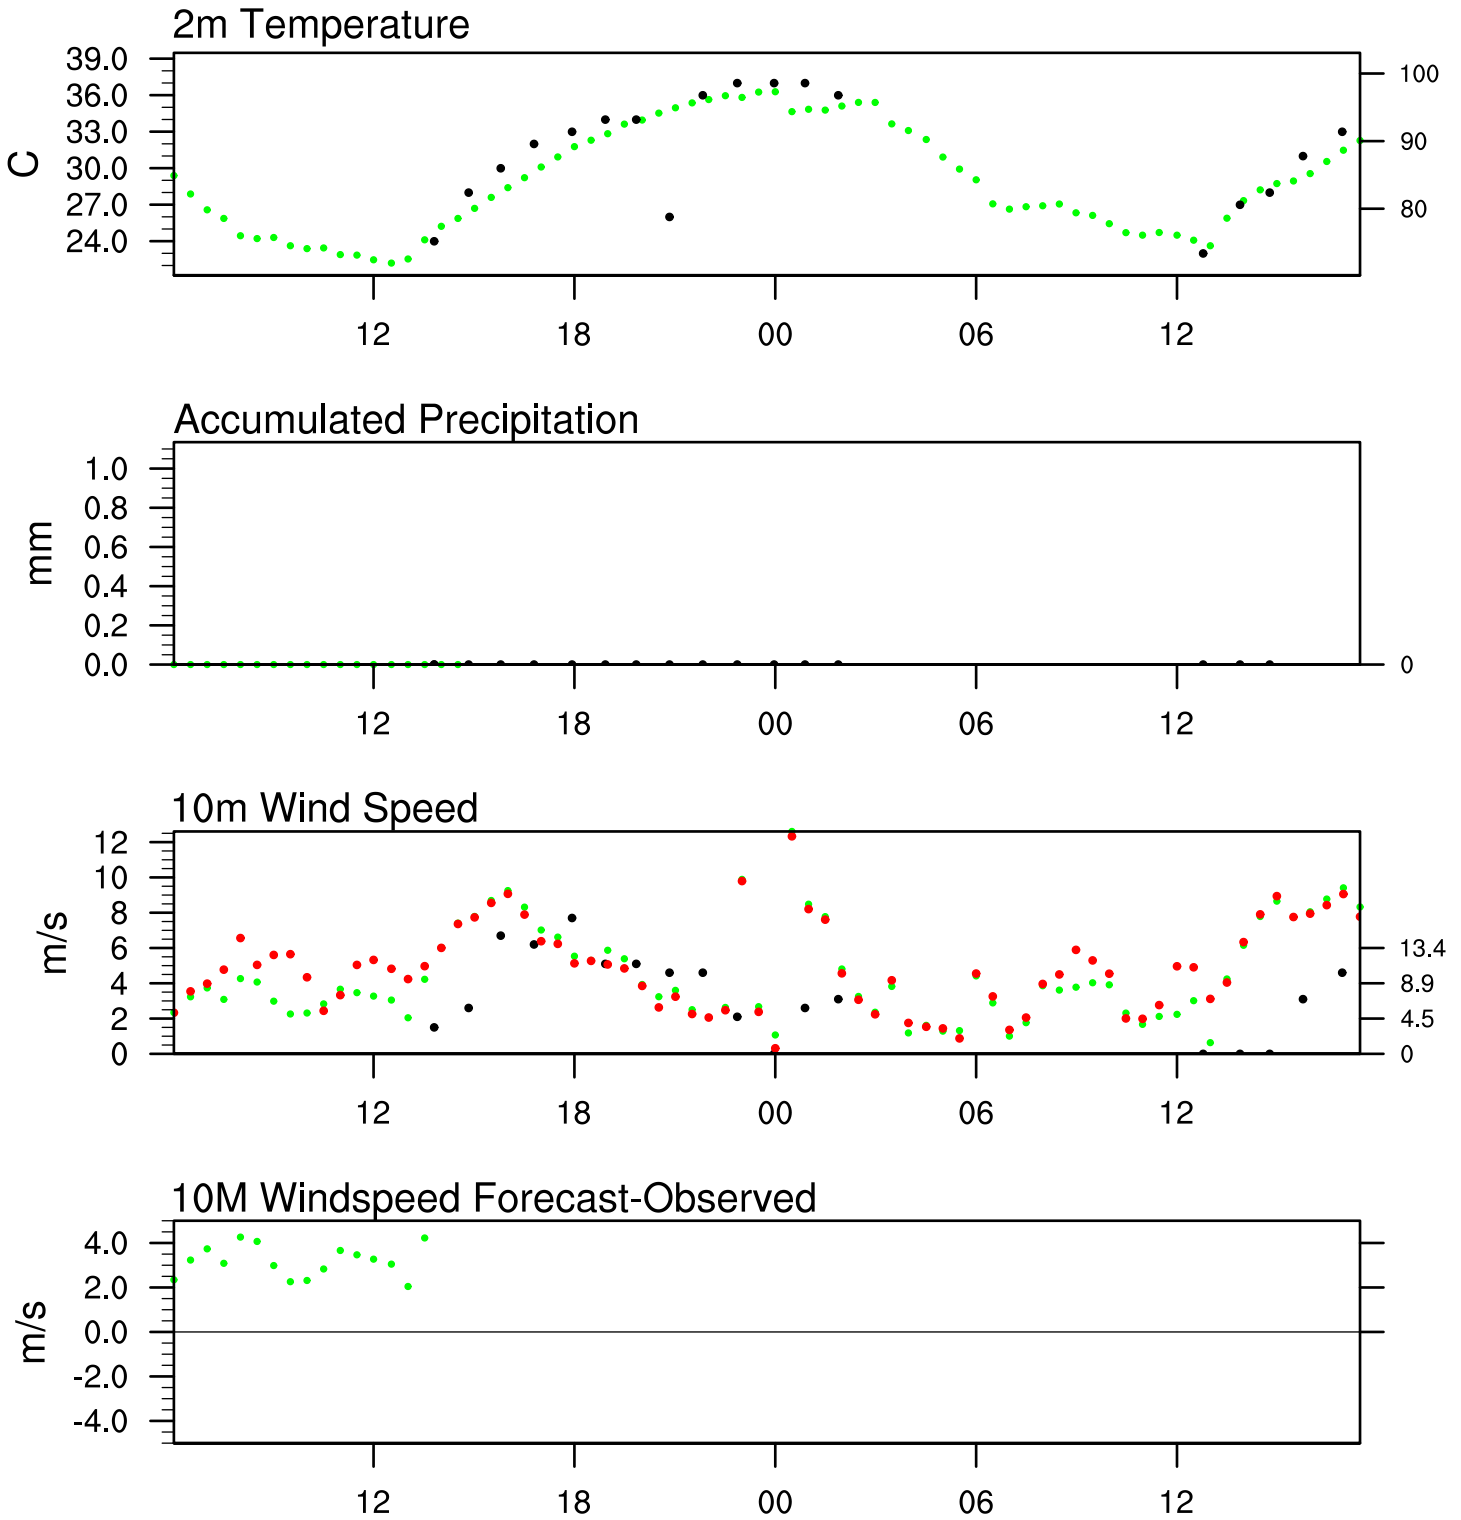 2m Temperature
39.0
36.0
33.0
30.0
27.0
24.0
C
100
90
80
12 18 00 06 12
Accumulated Precipitation
1.0
0.8
0.6
0.4
0.2
0.0
mm
0
12 18 00 06 12
10m Wind Speed
12
10
8
6
4
2
0
m/s
13.4
8.9
4.5
0
12 18 00 06 12
10M Windspeed Forecast-Observed
4.0
2.0
0.0
-2.0
-4.0
m/s
12 18 00 06 12